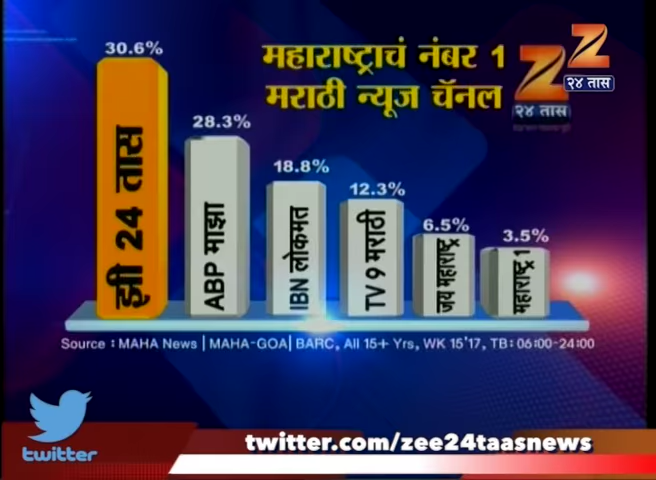 30.6%
महाराष्ट्राचं नंबर 1
मराठी न्यूज चॅनल
२४ तास
२४ तास
28.3%
18.8%
12.3%
6.5%
3.5%
झी 24 तास
ABP माझा
IBN लोकमत
TV 9 मराठी
जय महाराष्ट्र
महाराष्ट्र 1
Source : MAHA News | MAHA-GOA| BARC, All 15+ Yrs, WK 15'17, TB: 06:00-24:00
twitter
twitter.com/zee24taasnews